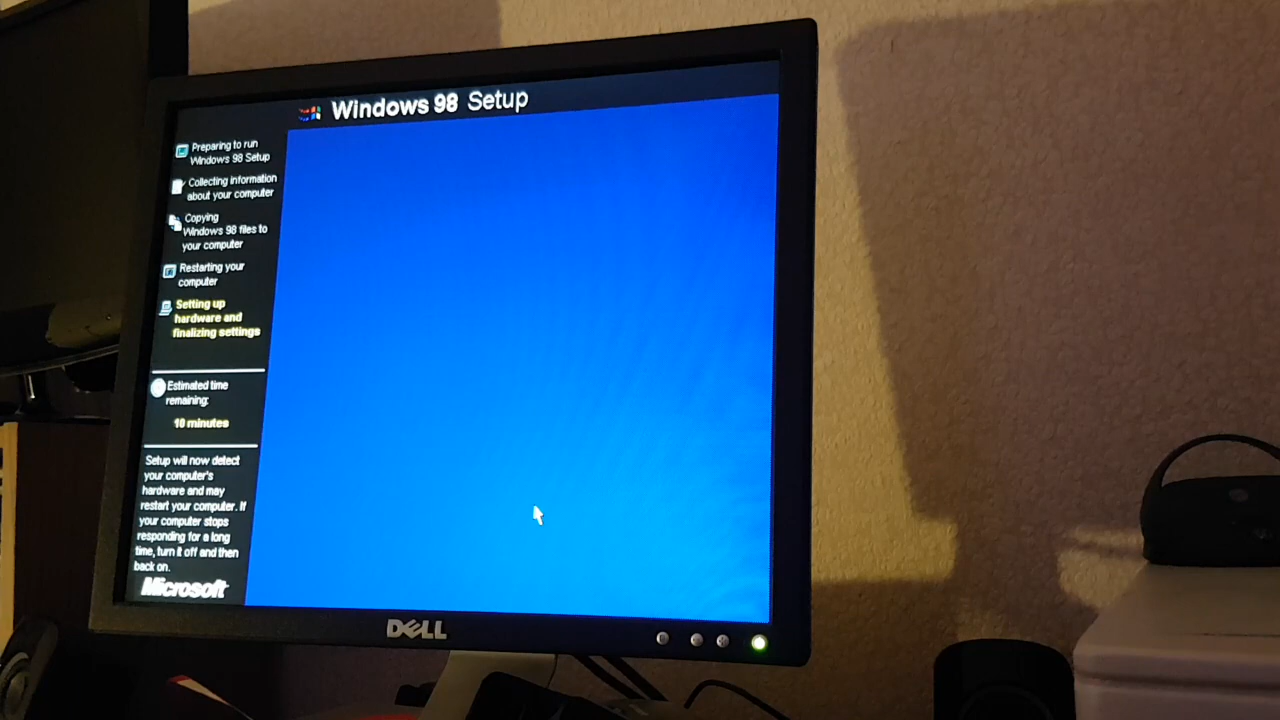 Windows 98 Setup
Preparing to run
Windows 98 Setup
Collecting information
about your computer
Copying
Windows 98 files to
your computer
Restarting your
computer
Setting up
hardware and
finalizing settings
Estimated time
remaining:
10 minutes
Setup will now detect
your computer's
hardware and may
restart your computer. If
your computer stops
responding for a long
time, turn it off and then
back on.
Microsoft
DELL